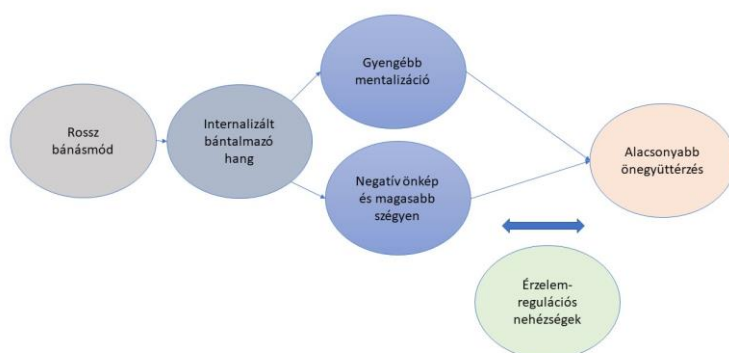 Rossz
bánásmód
Internalizált
bántalmazó
hang
Gyengébb
mentalizáció
Negatív önkép
és magasabb
szégyen
Alacsonyabb
önegyüttérzés
Érzelem-
regulációs
nehézségek